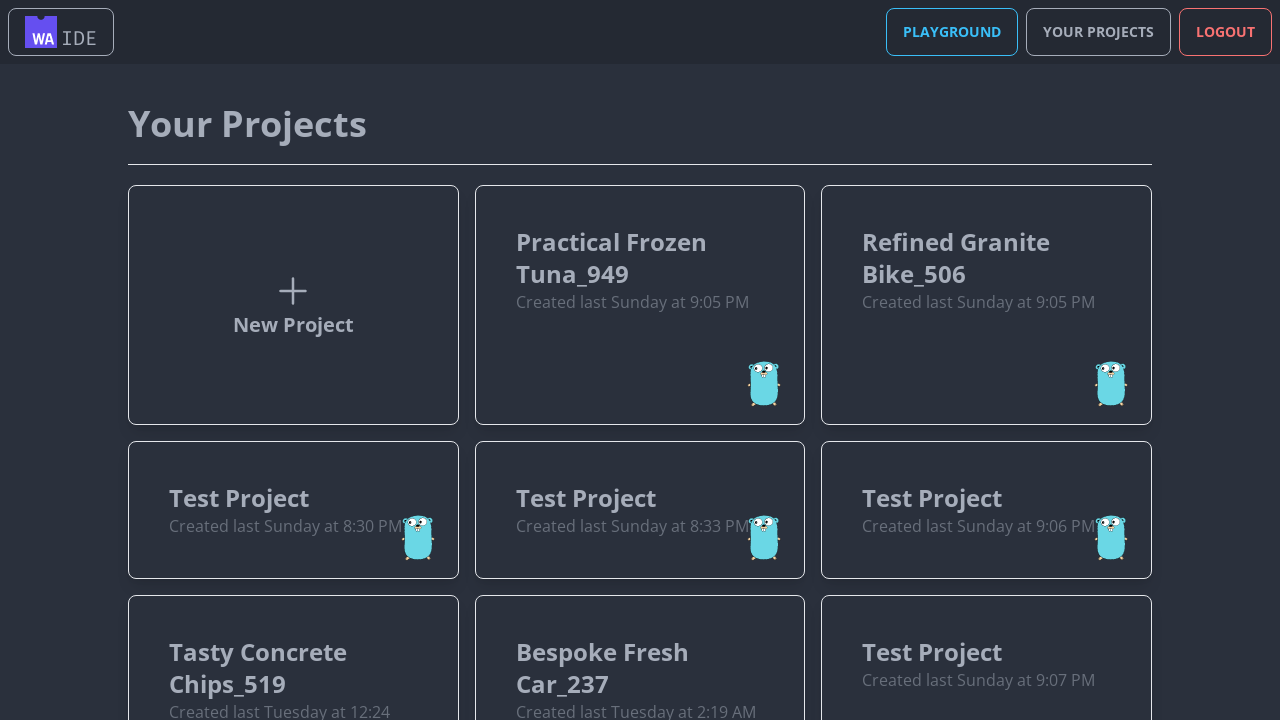 WA IDE
PLAYGROUND
YOUR PROJECTS
LOGOUT
Your Projects
New Project
Practical Frozen
Tuna_949
Created last Sunday at 9:05 PM
Refined Granite
Bike_506
Created last Sunday at 9:05 PM
Test Project
Created last Sunday at 8:30 PM
Test Project
Created last Sunday at 8:33 PM
Test Project
Created last Sunday at 9:06 PM
Tasty Concrete
Chips_519
Created last Tuesday at 12:24
Bespoke Fresh
Car_237
Created last Tuesday at 2:19 AM
Test Project
Created last Sunday at 9:07 PM